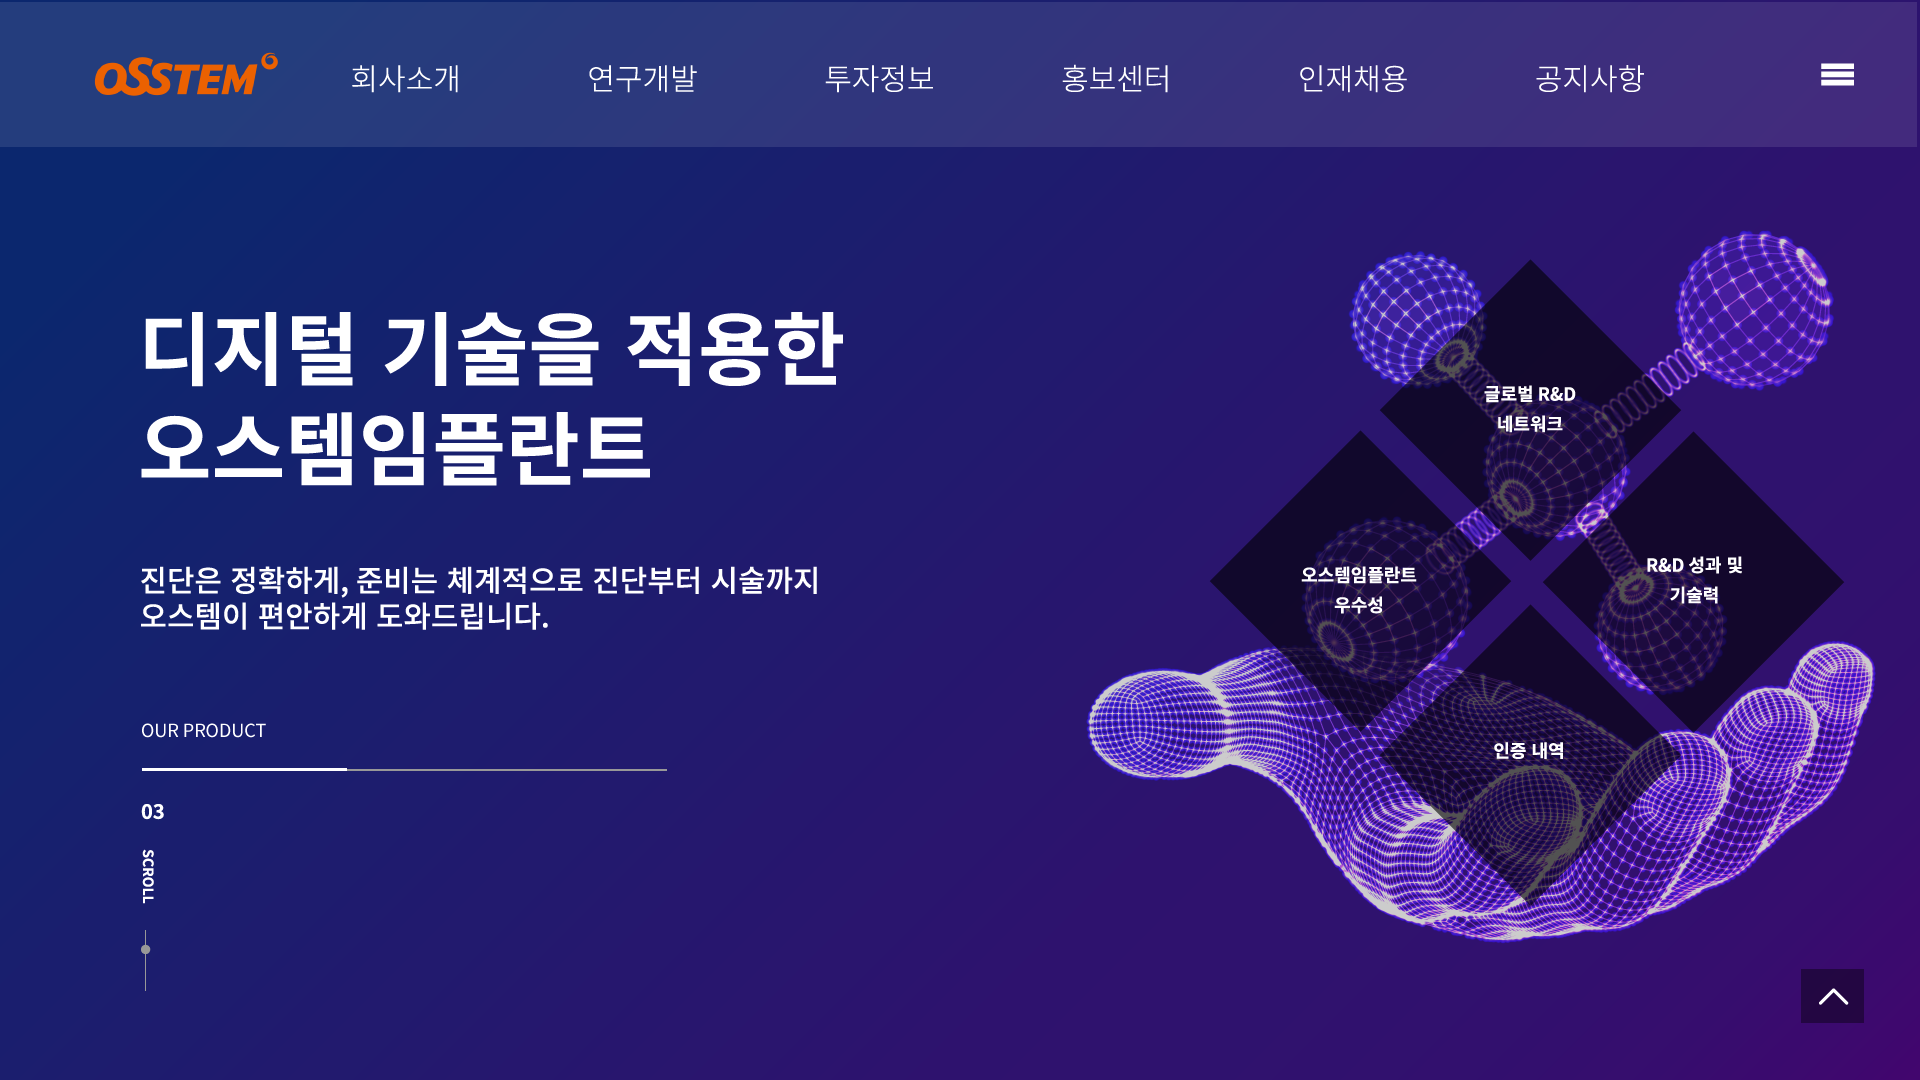 OSSTEM
회사소개
연구개발
투자정보
홍보센터
인재채용
공지사항
디지털 기술을 적용한
오스템임플란트
진단은 정확하게, 준비는 체계적으로 진단부터 시술까지
오스템이 편안하게 도와드립니다.
OUR PRODUCT
03
SCROLL
글로벌 R&D
네트워크
오스템임플란트
우수성
R&D 성과 및
기술력
인증 내역